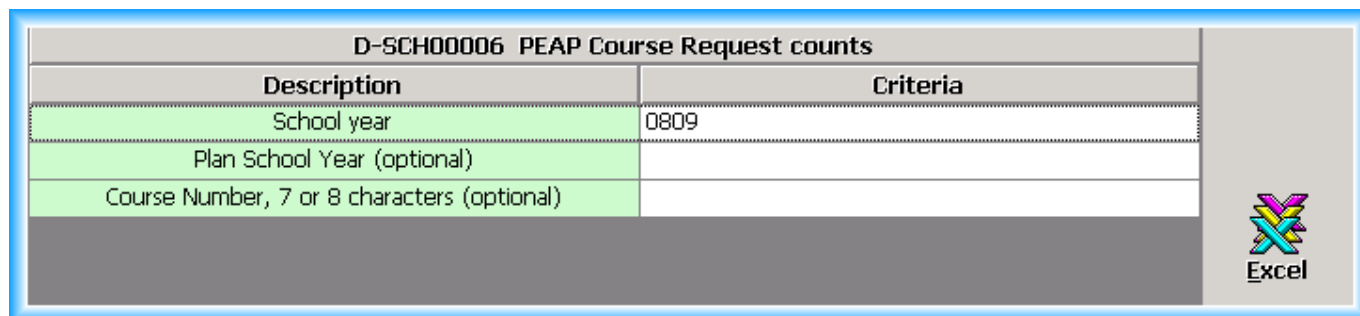 D-SCH00006 PEAP Course Request counts
Description Criteria
School year 0809
Plan School Year (optional)
Course Number, 7 or 8 characters (optional)
Excel